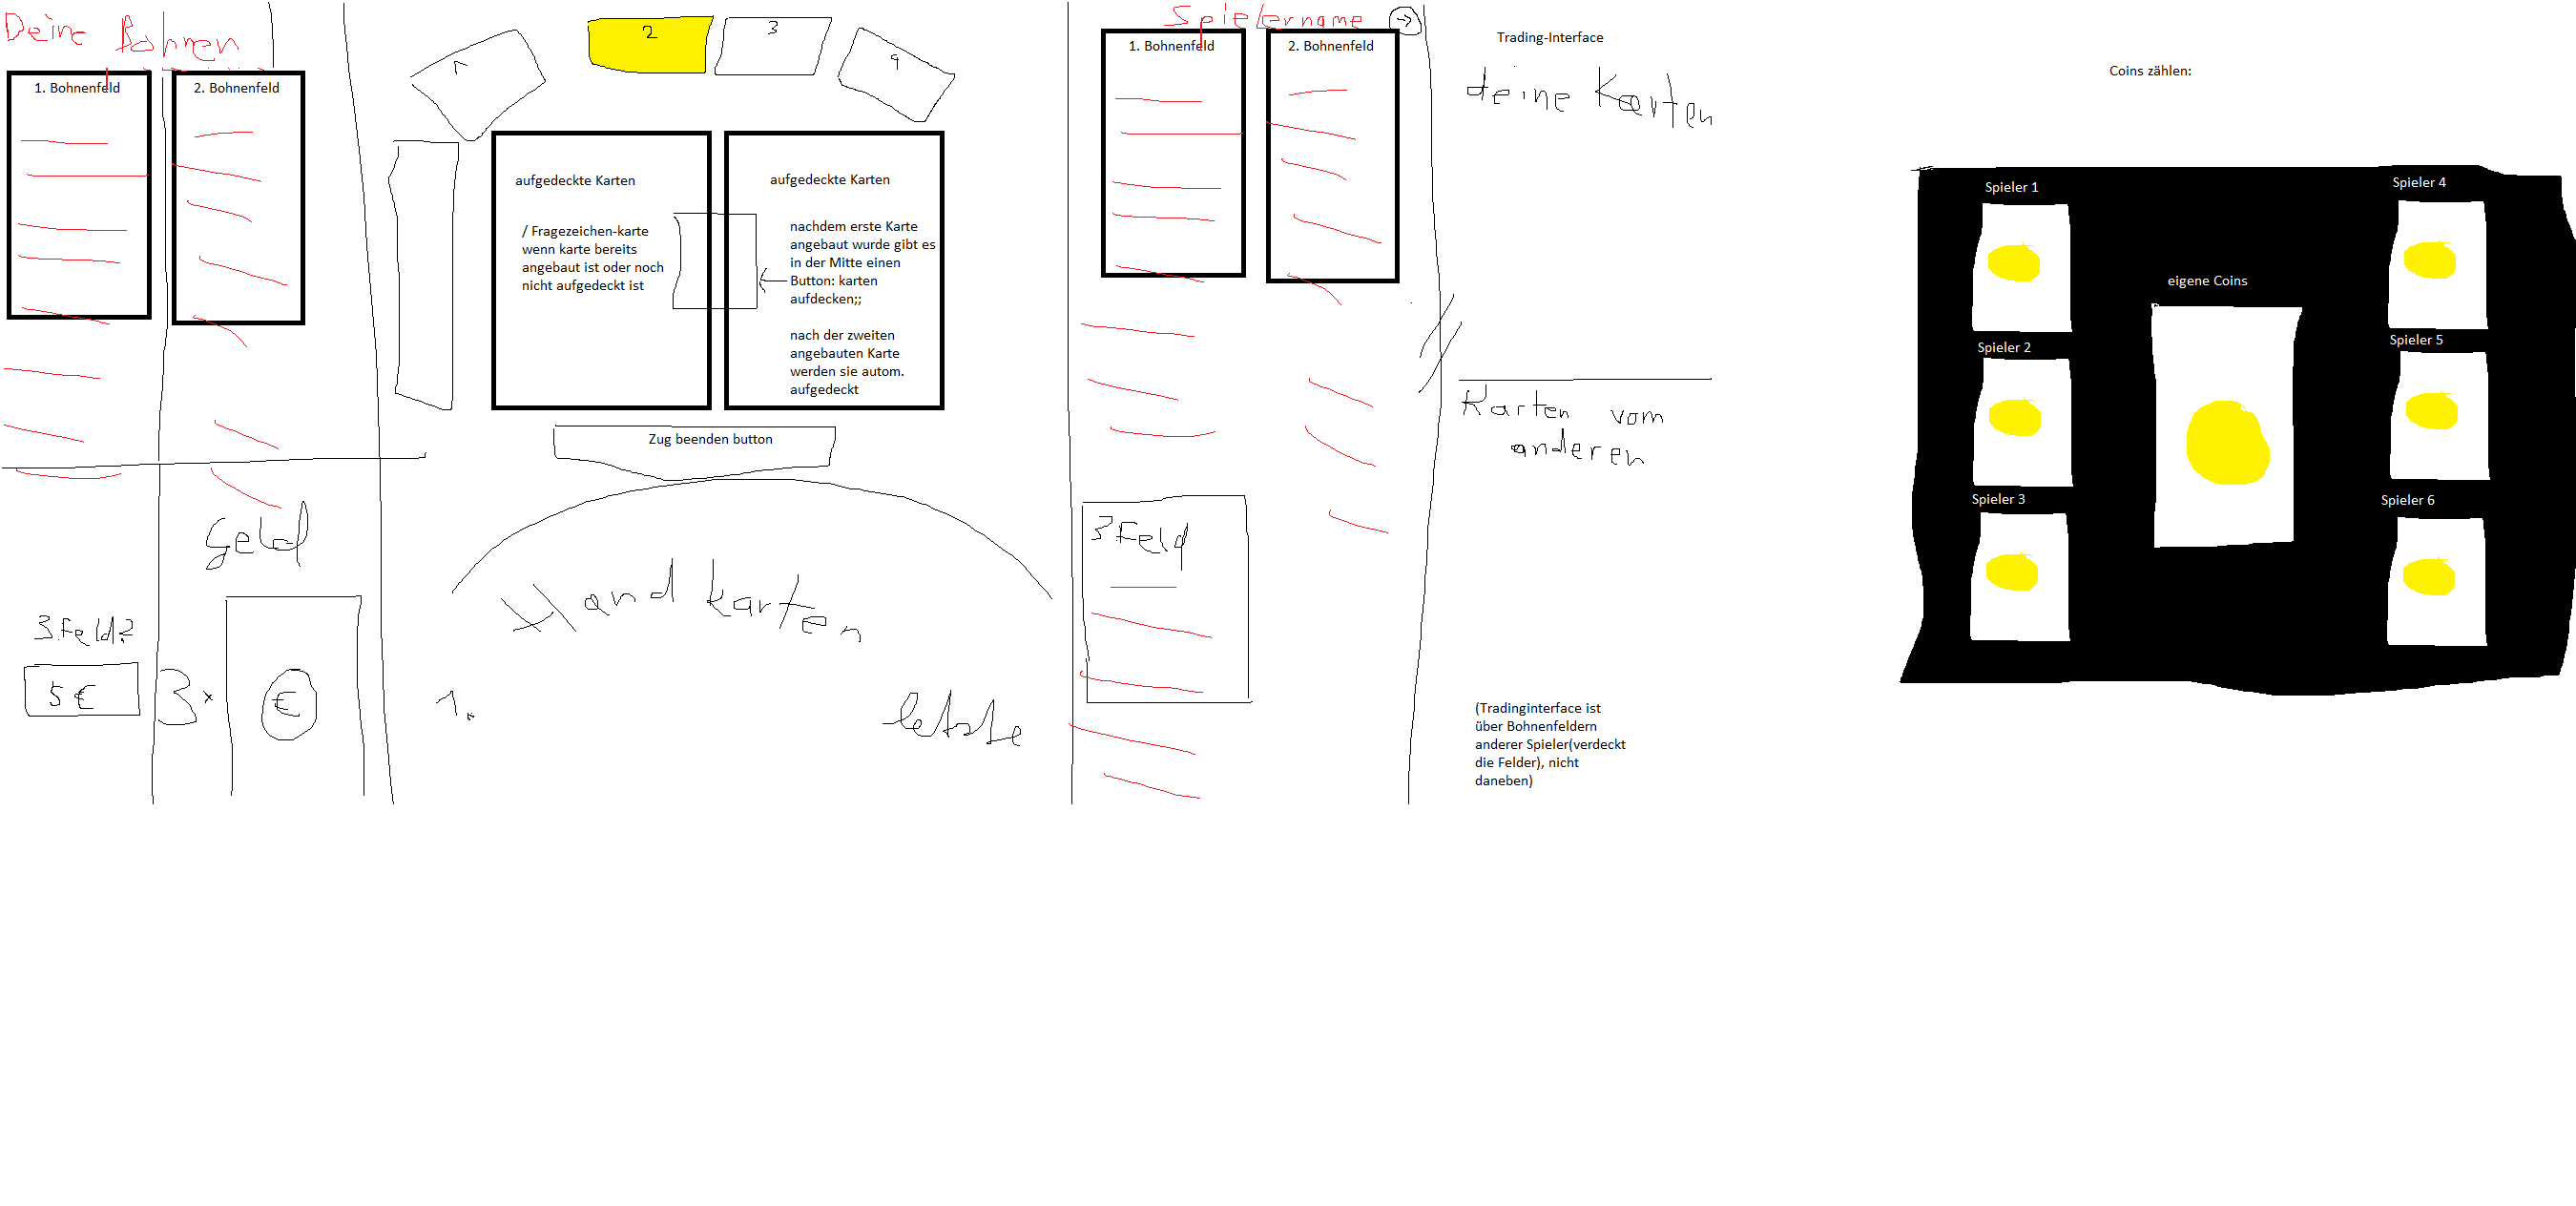 Deine Bohnen
1. Bohnenfeld
2. Bohnenfeld
Geld
3.Feld?
5€
3x
€
1
2
3
4
aufgedeckte Karten
/ Fragezeichen-karte
wenn karte bereits
angebaut ist oder noch
nicht aufgedeckt ist
aufgedeckte Karten
nachdem erste Karte
angebaut wurde gibt es
in der Mitte einen
Button: karten
aufdecken;;
nach der zweiten
angebauten Karte
werden sie autom.
aufgedeckt
Zug beenden button
Handkarten
1.
letzte
Spielername
→
1. Bohnenfeld
2. Bohnenfeld
3Feld
Trading-Interface
deine Karten
Karten vom
anderen
(Tradinginterface ist
über Bohnenfeldern
anderer Spieler(verdeckt
die Felder), nicht
daneben)
Coins zählen:
Spieler 1
Spieler 2
Spieler 3
eigene Coins
Spieler 4
Spieler 5
Spieler 6